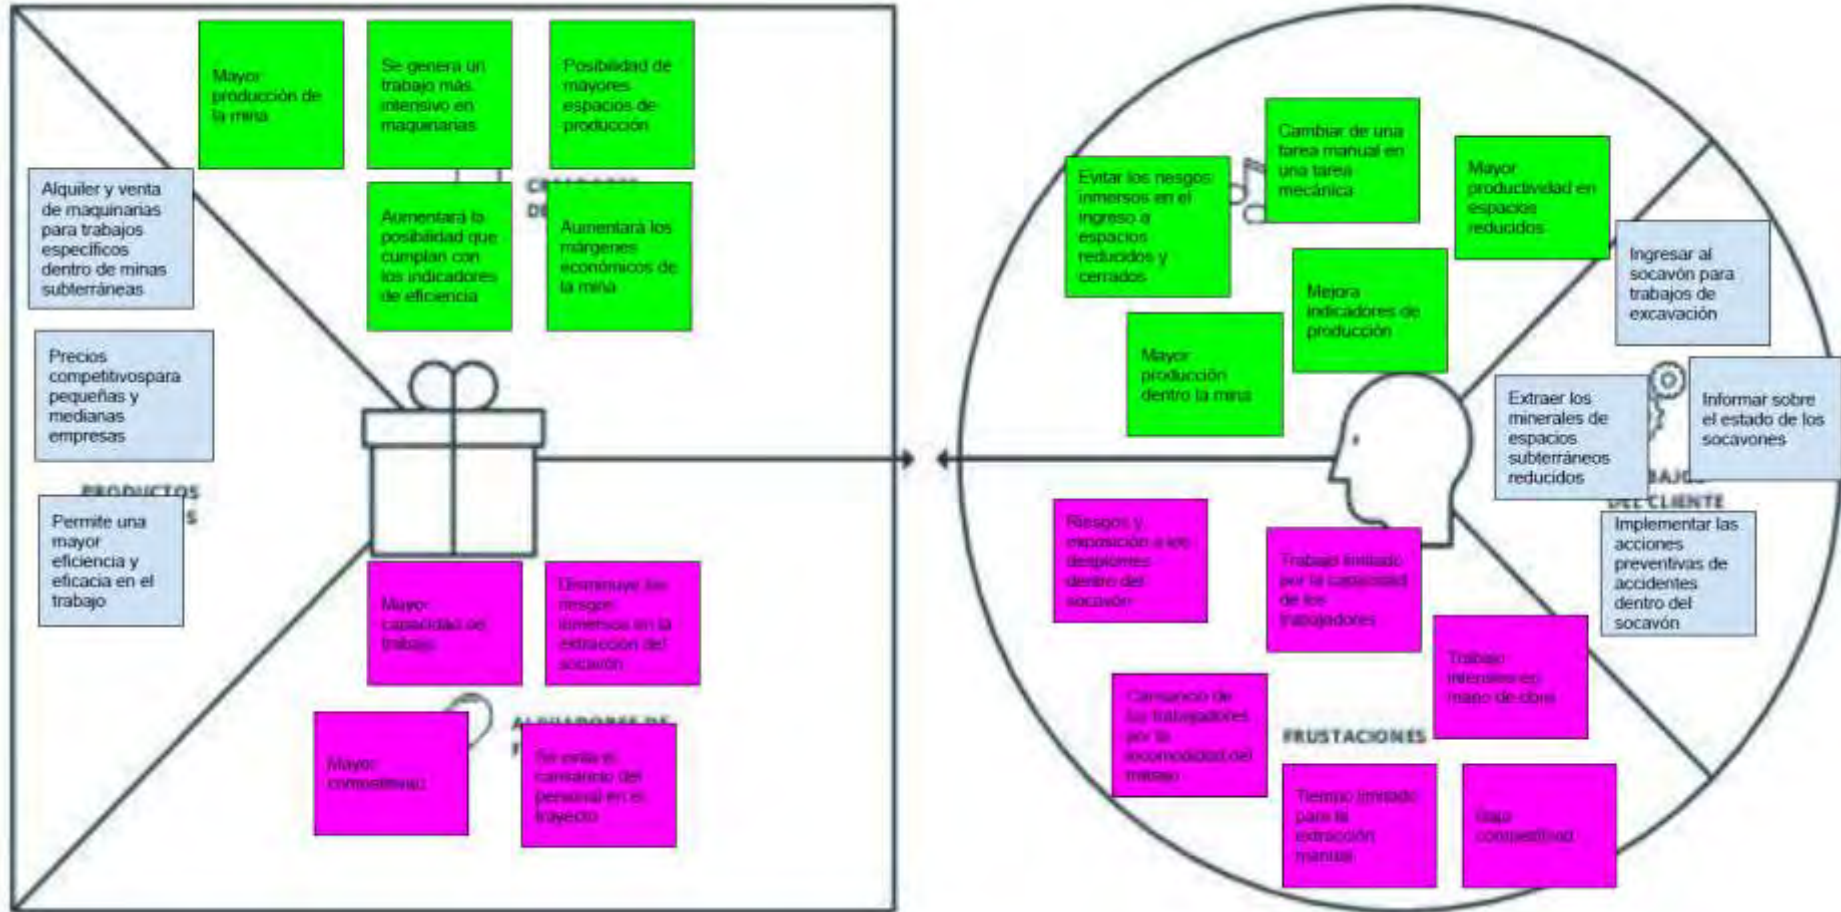 Mayor
producción de
la mina
Se genera un
trabajo más
intensivo en
maquinarias
Posibilidad de
mayores
espacios de
producción
Alquiler y venta
de maquinarias
para trabajos
específicos
dentro de minas
subterráneas
Aumentará la
posibilidad que
cumplan con
los indicadores
de eficiencia
Aumentará los
márgenes
económicos de
la mina
Precios
competitivospara
pequeñas y
medianas
empresas
PRODUCTOS
S
Permite una
mayor
eficiencia y
eficacia en el
trabajo
Mayor
capacidad de
trabajo
Disminuye los
riesgos
inmersos en la
extracción del
socavón
Mayor
Se evita el
cansancio del
personal en el
trayecto
Evitar los riesgos
inmersos en el
ingreso a
espacios
reducidos y
cerrados
Cambiar de una
tarea manual en
una tarea
mecánica
Mayor
productividad en
espacios
reducidos
Mejora
indicadores de
producción
Mayor
producción
dentro la mina
Ingresar al
socavón para
trabajos de
excavación
Extraer los
minerales de
espacios
subterráneos
reducidos
Informar sobre
el estado de los
socavones
DEL CLIENTE
Implementar las
acciones
preventivas de
accidentes
dentro del
socavón
Riesgos y
exposición a los
desplomes
dentro del
socavón
Trabajo limitado
por la capacidad
de los
trabajadores
Trabajo
intensivo en
mano de obra
Cansancio de
los trabajadores
por la
incomodidad del
trabajo
FRUSTACIONES
Tiempo limitado
para la
extracción
manual
Baja